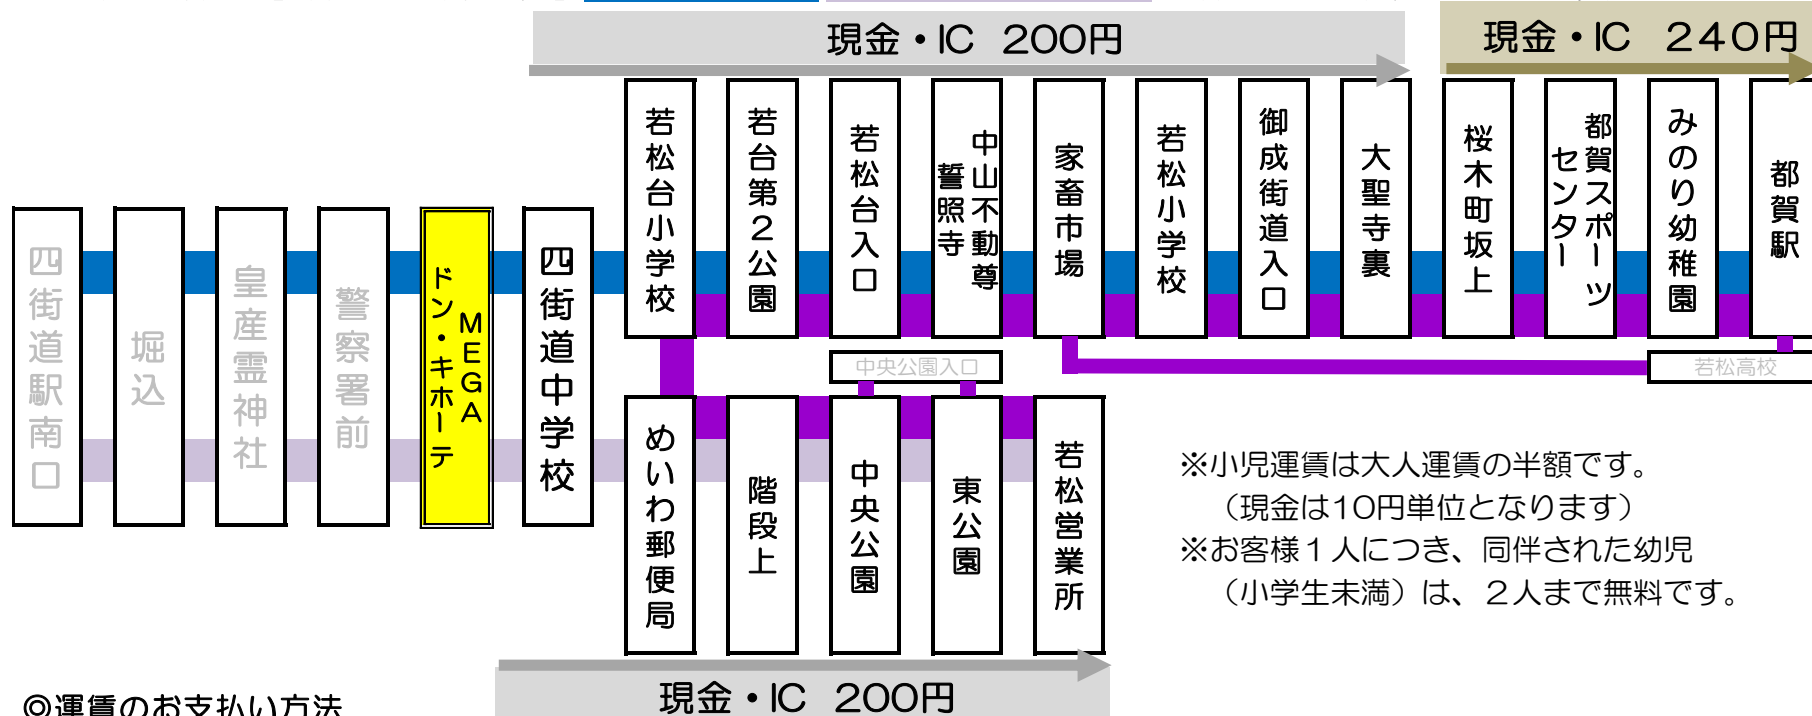 現金・IC 200円
現金・IC 240円
四街道駅南口
堀込
皇産霊神社
警察署前
MEGA
ドン・キホーテ
四街道中学校
若松台小学校
若台第2公園
若松台入口
中山不動尊
誓照寺
家畜市場
若松小学校
御成街道入口
大聖寺裏
桜木町坂上
都賀スポーツ
センター
みのり幼稚園
都賀駅
中央公園入口
若松高校
めいわ郵便局
階段上
中央公園
東公園
若松営業所
※小児運賃は大人運賃の半額です。
（現金は10円単位となります）
※お客様１人につき、同伴された幼児
（小学生未満）は、２人まで無料です。
現金・IC 200円
◎運賃のお支払い方法